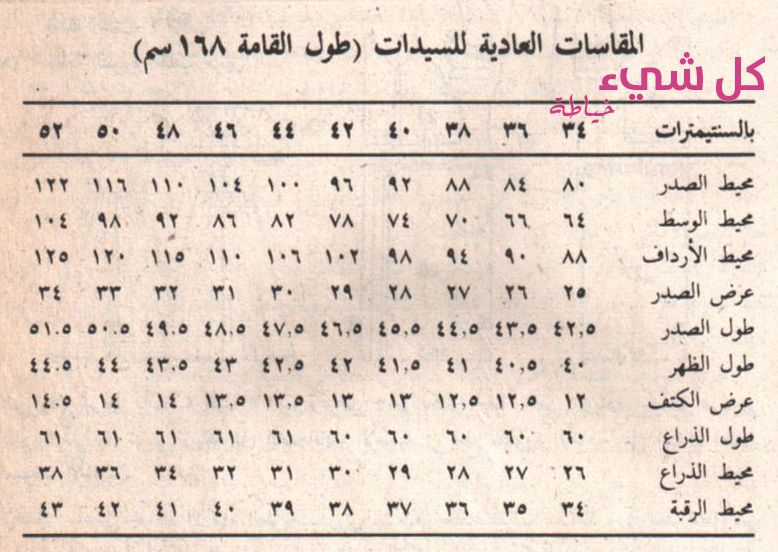 المقاسات العادية للسيدات (طول القامة ١٦٨ سم)
كل شيء
خياطة
بالسنتيمترات ٣٤ ٣٦ ٣٨ ٤٠ ٤٢ ٤٤ ٤٦ ٤٨ ٥٠ ٥٢
محيط الصدر ٨٠ ٨٤ ٨٨ ٩٢ ٩٦ ١٠٠ ١٠٤ ١١٠ ١١٦ ١٢٢
محيط الوسط ٦٤ ٦٦ ٧٠ ٧٤ ٧٨ ٨٢ ٨٦ ٩٢ ٩٨ ١٠٤
محيط الأرداف ٨٨ ٩٠ ٩٤ ٩٨ ١٠٢ ١٠٦ ١١٠ ١١٥ ١٢٠ ١٢٥
عرض الصدر ٢٥ ٢٦ ٢٧ ٢٨ ٢٩ ٣٠ ٣١ ٣٢ ٣٣ ٣٤
طول الصدر ٤٢,٥ ٤٣,٥ ٤٤,٥ ٤٥,٥ ٤٦,٥ ٤٧,٥ ٤٨,٥ ٤٩,٥ ٥٠,٥ ٥١,٥
طول الظهر ٤٠ ٤٠,٥ ٤١ ٤١,٥ ٤٢ ٤٢,٥ ٤٣ ٤٣,٥ ٤٤ ٤٤,٥
عرض الكتف ١٢ ١٢,٥ ١٢,٥ ١٣ ١٣ ١٣,٥ ١٣,٥ ١٤ ١٤ ١٤,٥
طول الذراع ٦٠ ٦٠ ٦٠ ٦٠ ٦٠ ٦١ ٦١ ٦١ ٦١ ٦١
محيط الذراع ٢٦ ٢٧ ٢٨ ٢٩ ٣٠ ٣١ ٣٢ ٣٤ ٣٦ ٣٨
محيط الرقبة ٣٤ ٣٥ ٣٦ ٣٧ ٣٨ ٣٩ ٤٠ ٤١ ٤٢ ٤٣